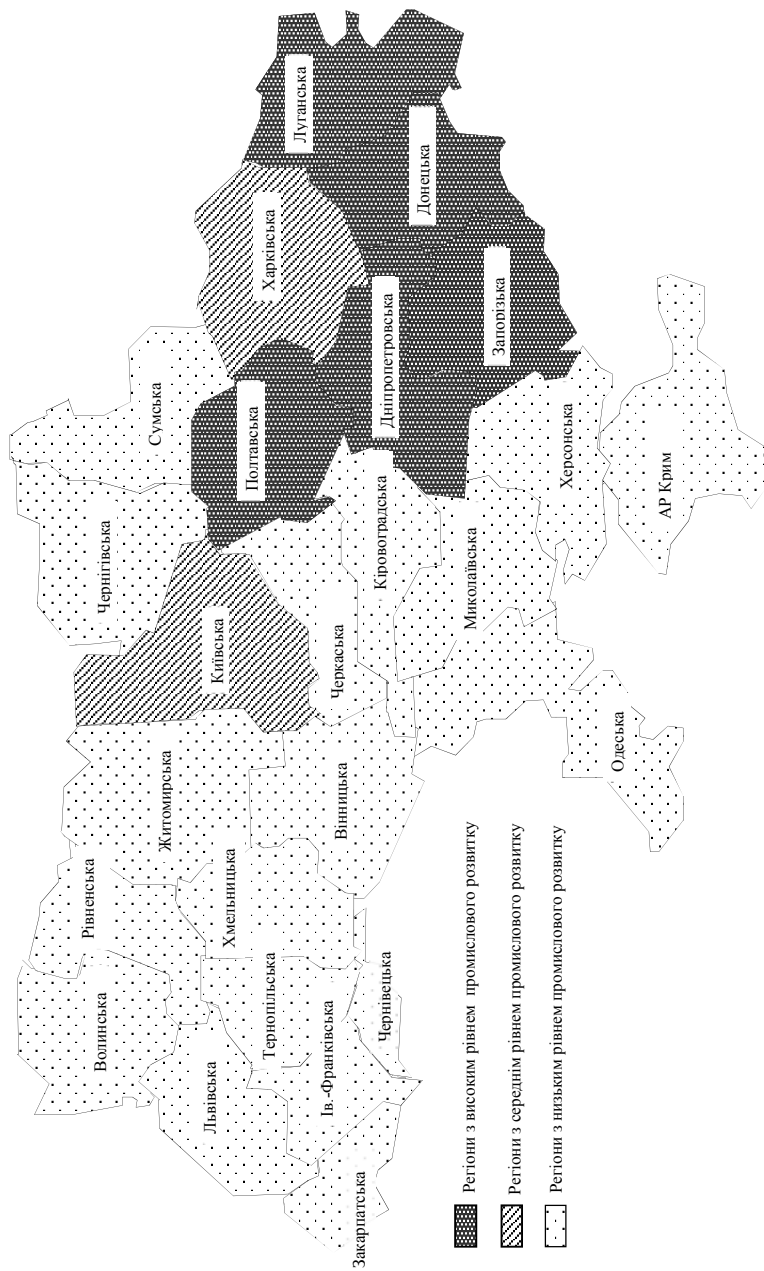 Волинська
Рівненська
Житомирська
Київська
Чернігівська
Сумська
Львівська
Тернопільська
Хмельницька
Вінницька
Черкаська
Полтавська
Харківська
Луганська
Закарпатська
Ів.-Франківська
Чернівецька
Кіровоградська
Дніпропетровська
Донецька
Одеська
Миколаївська
Херсонська
Запорізька
АР Крим
Регіони з високим рівнем промислового розвитку
Регіони з середнім рівнем промислового розвитку
Регіони з низьким рівнем промислового розвитку